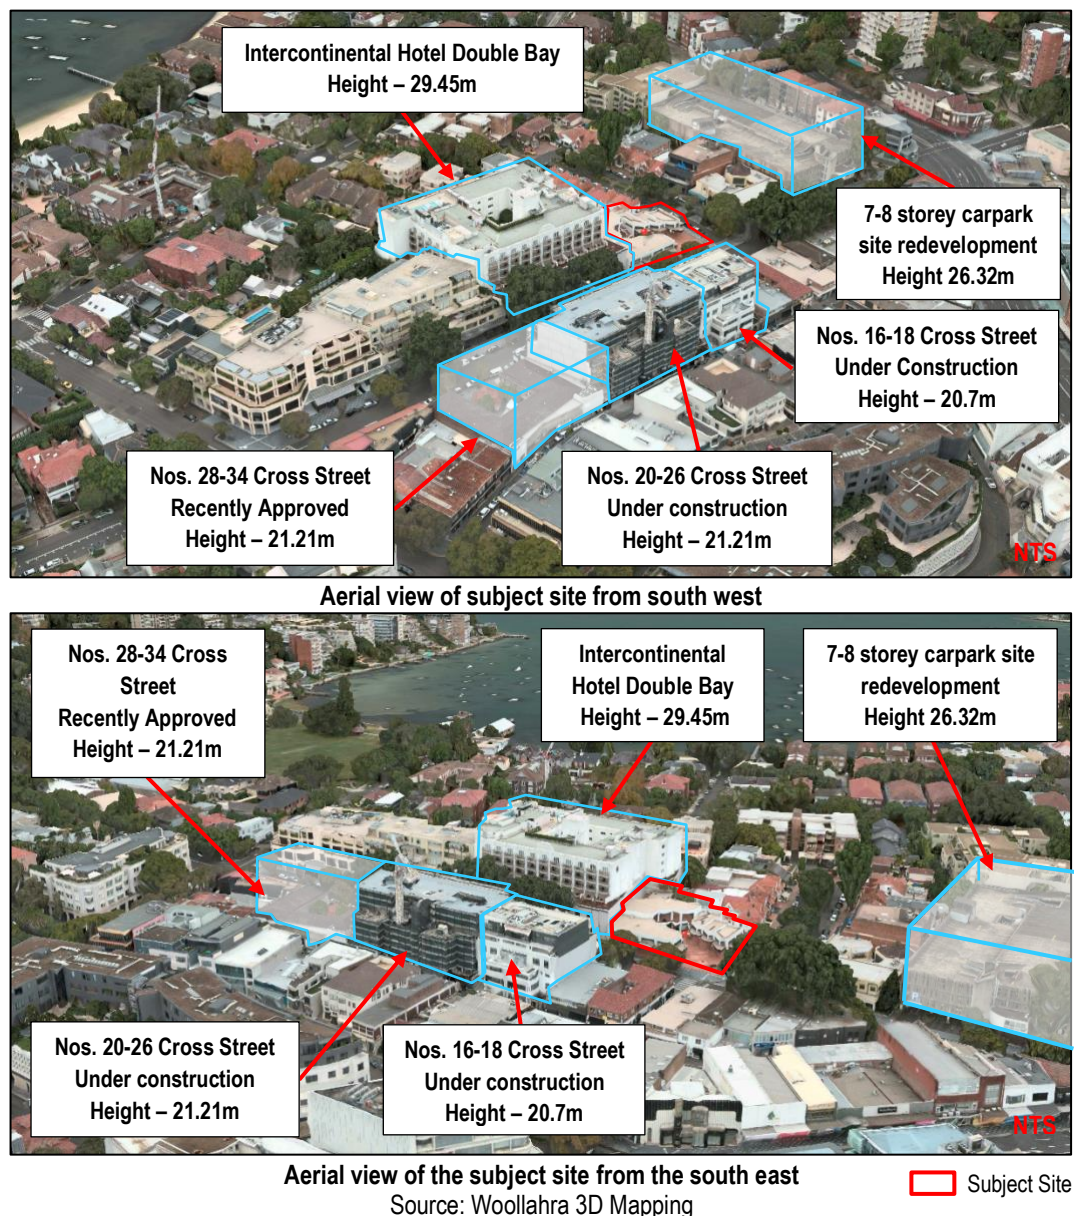 Intercontinental Hotel Double Bay
Height – 29.45m
7-8 storey carpark
site redevelopment
Height 26.32m
Nos. 16-18 Cross Street
Under Construction
Height – 20.7m
Nos. 28-34 Cross Street
Recently Approved
Height – 21.21m
Nos. 20-26 Cross Street
Under construction
Height – 21.21m
NTS
Aerial view of subject site from south west
Nos. 28-34 Cross
Street
Recently Approved
Height – 21.21m
Intercontinental
Hotel Double Bay
Height – 29.45m
7-8 storey carpark site
redevelopment
Height 26.32m
Nos. 20-26 Cross Street
Under construction
Height – 21.21m
Nos. 16-18 Cross Street
Under construction
Height – 20.7m
NTS
Aerial view of the subject site from the south east
Subject Site
Source: Woollahra 3D Mapping